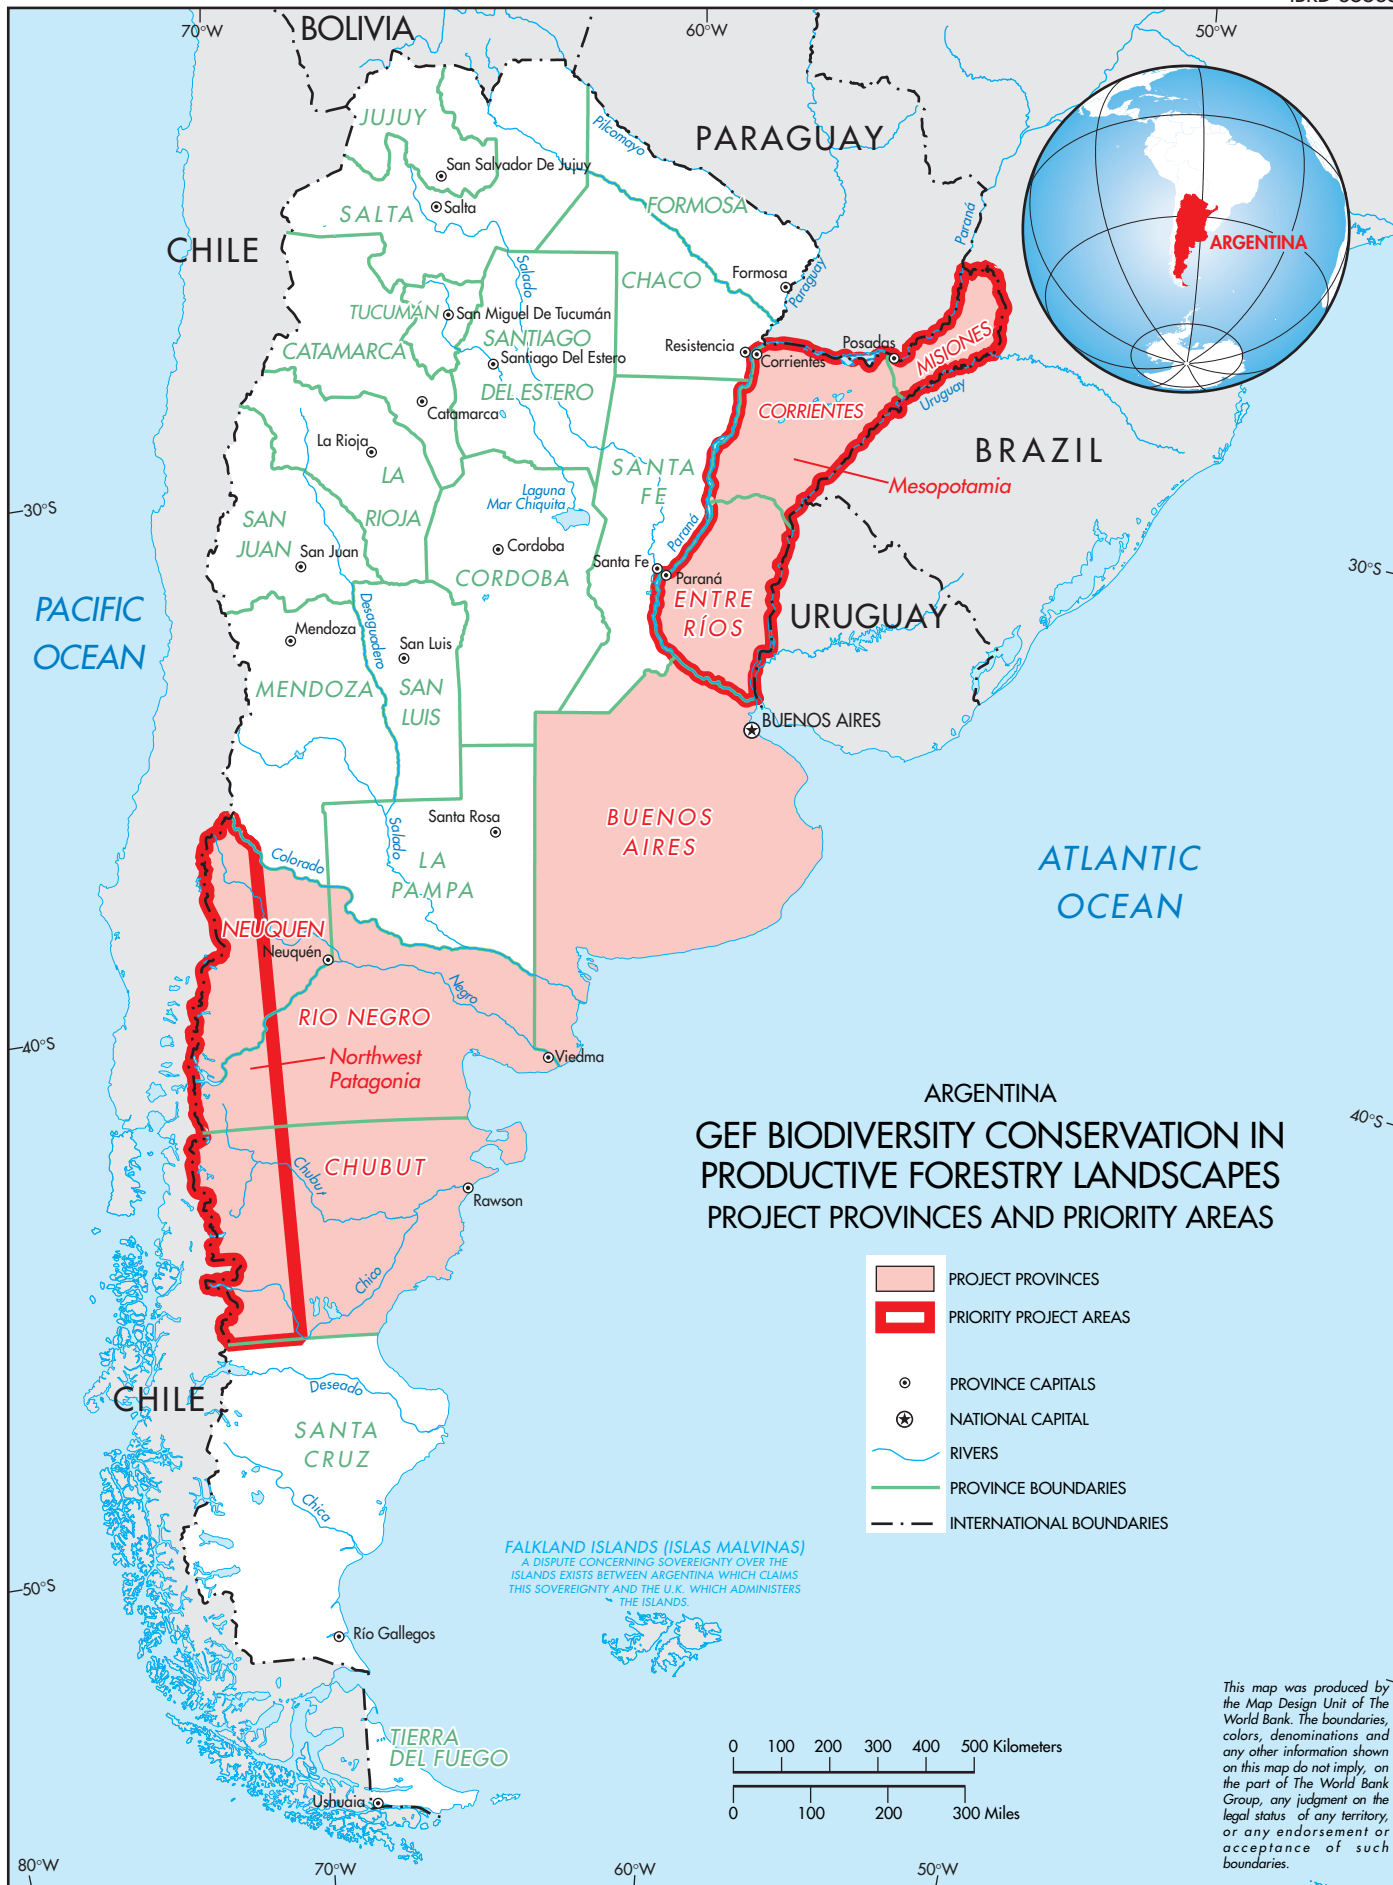 70°W
60°W
50°W
BOLIVIA
PARAGUAY
CHILE
JUJUY
San Salvador De Jujuy
SALTA
Salta
Pilcomayo
FORMOSA
Formosa
Paraguay
Paraná
ARGENTINA
CHACO
Salado
TUCUMÁN
San Miguel De Tucumán
CATAMARCA
SANTIAGO
Santiago Del Estero
DEL ESTERO
Catamarca
Resistencia
Corrientes
Posadas
MISIONES
Uruguay
CORRIENTES
BRAZIL
Mesopotamia
La Rioja
LA
RIOJA
SANTA
FE
Laguna
Mar Chiquita
30°S
SAN
JUAN
San Juan
Cordoba
CORDOBA
Paraná
Santa Fe
Paraná
ENTRE
RÍOS
30°S
URUGUAY
PACIFIC
OCEAN
Desaguadero
Mendoza
MENDOZA
San Luis
SAN
LUIS
BUENOS AIRES
BUENOS
AIRES
Santa Rosa
Salado
LA
PAMPA
Colorado
ATLANTIC
OCEAN
NEUQUEN
Neuquén
Negro
RIO NEGRO
Northwest
Patagonia
Viedma
40°S
40°S
CHUBUT
Chubut
Rawson
Chico
ARGENTINA
GEF BIODIVERSITY CONSERVATION IN
PRODUCTIVE FORESTRY LANDSCAPES
PROJECT PROVINCES AND PRIORITY AREAS
PROJECT PROVINCES
PRIORITY PROJECT AREAS
PROVINCE CAPITALS
NATIONAL CAPITAL
RIVERS
PROVINCE BOUNDARIES
INTERNATIONAL BOUNDARIES
CHILE
Deseado
SANTA
CRUZ
Chica
FALKLAND ISLANDS (ISLAS MALVINAS)
A DISPUTE CONCERNING SOVEREIGNTY OVER THE
ISLANDS EXISTS BETWEEN ARGENTINA WHICH CLAIMS
THIS SOVEREIGNTY AND THE U.K. WHICH ADMINISTERS
THE ISLANDS.
50°S
Río Gallegos
TIERRA
DEL FUEGO
Ushuaia
0 100 200 300 400 500 Kilometers
0 100 200 300 Miles
This map was produced by
the Map Design Unit of The
World Bank. The boundaries,
colors, denominations and
any other information shown
on this map do not imply, on
the part of The World Bank
Group, any judgment on the
legal status of any territory,
or any endorsement or
acceptance of such
boundaries.
80°W
70°W
60°W
50°W